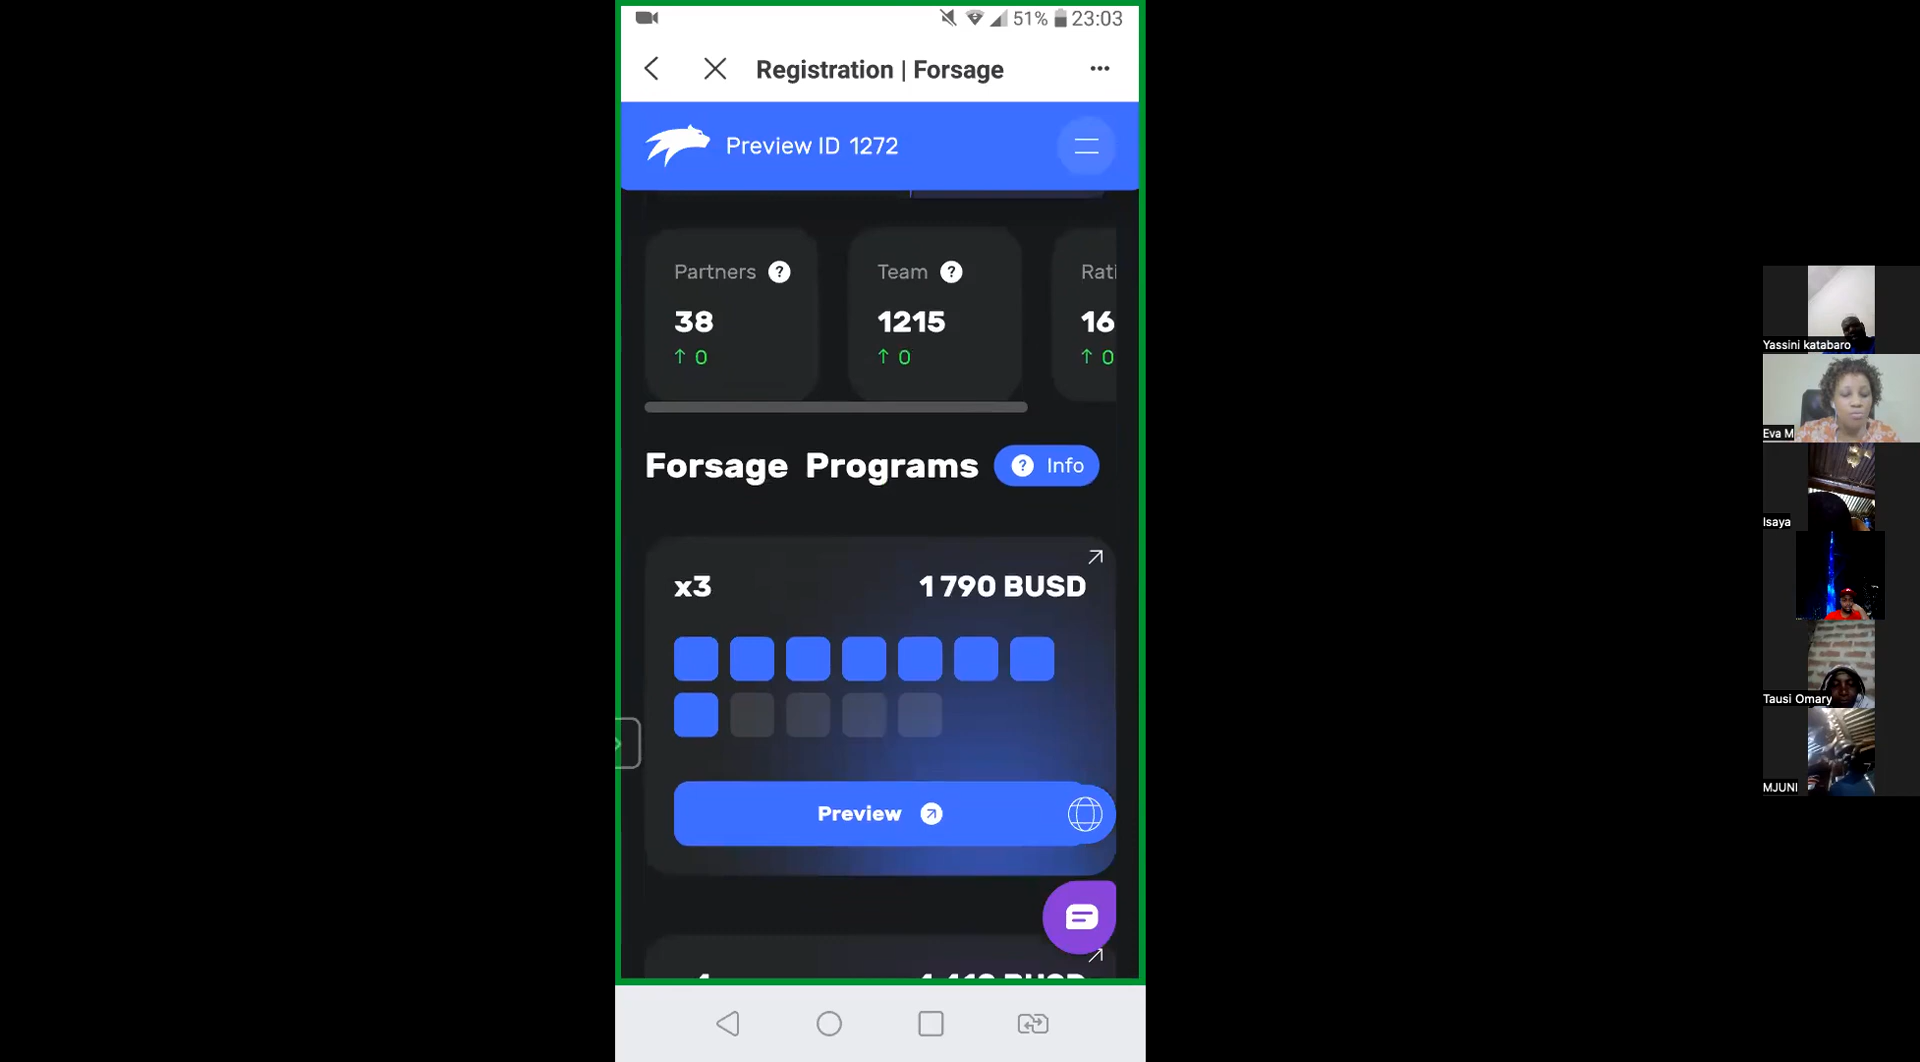 51% 23:03
Registration | Forsage
Preview ID 1272
Partners ?
Team ?
Rati
38
1215
16
↑ 0
↑ 0
↑ 0
Forsage Programs
? Info
x3
1 790 BUSD
Preview
Yassini katabaro
Eva M
Isaya
Tausi Omary
MJUNI